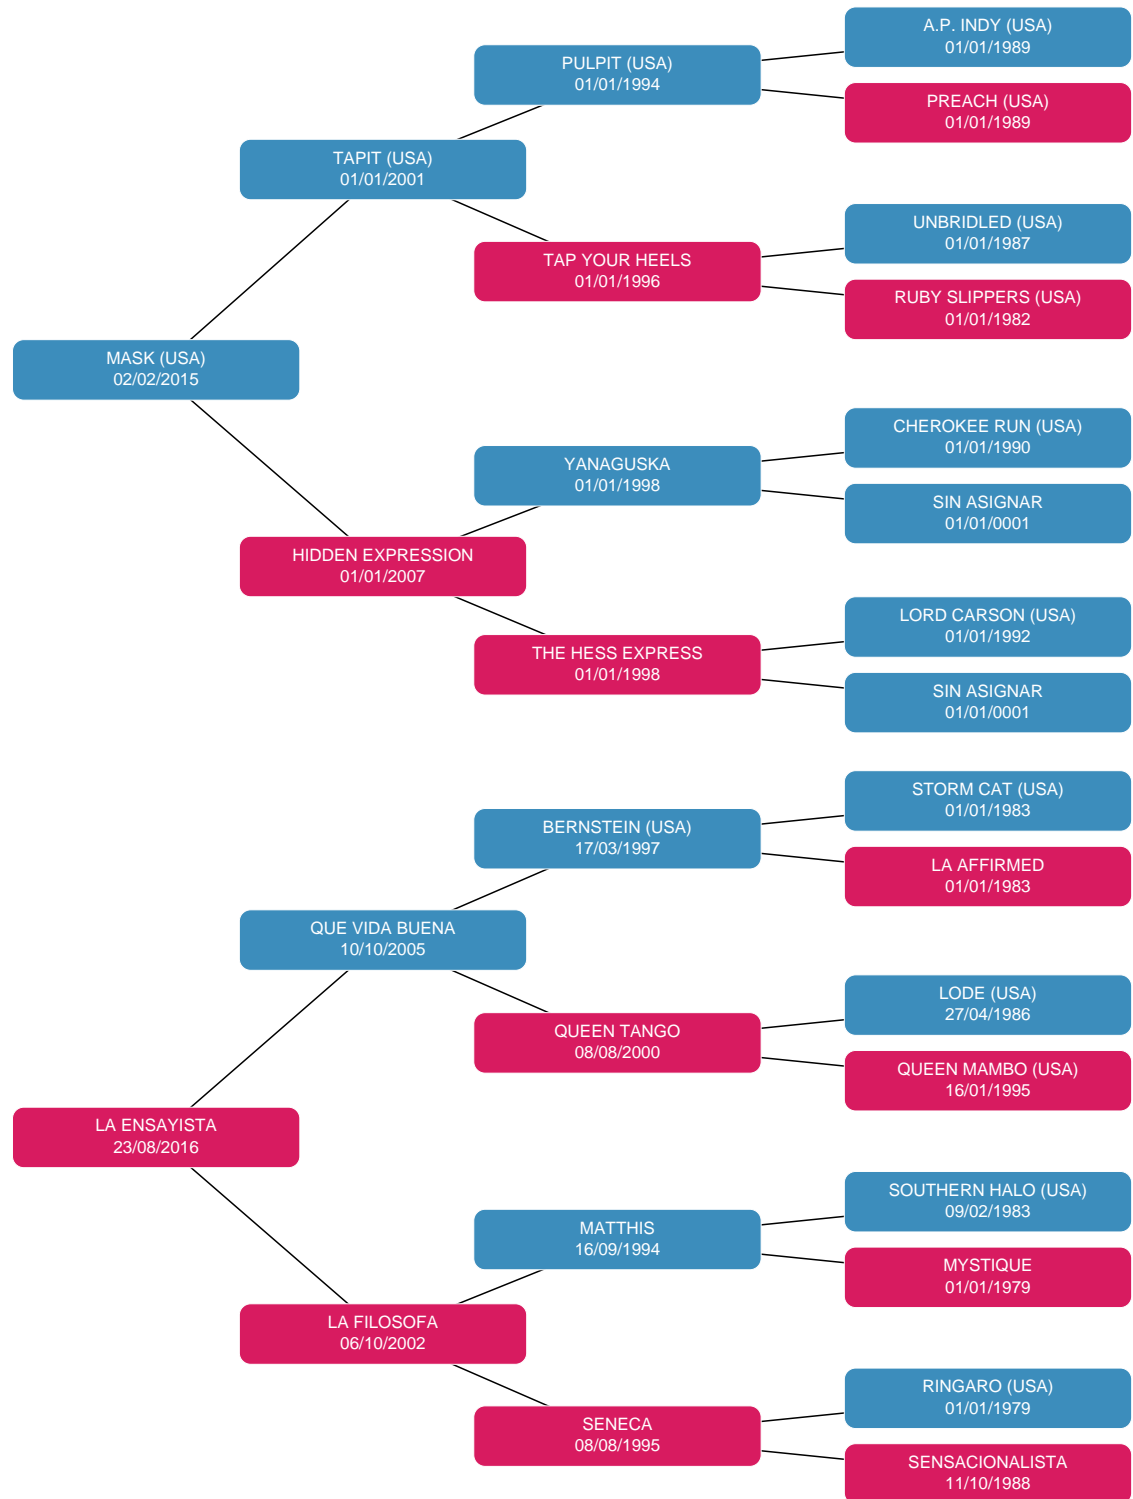 A.P. INDY (USA)
01/01/1989
PULPIT (USA)
01/01/1994
PREACH (USA)
01/01/1989
TAPIT (USA)
01/01/2001
UNBRIDLED (USA)
01/01/1987
TAP YOUR HEELS
01/01/1996
RUBY SLIPPERS (USA)
01/01/1982
MASK (USA)
02/02/2015
CHEROKEE RUN (USA)
01/01/1990
YANAGUSKA
01/01/1998
SIN ASIGNAR
01/01/0001
HIDDEN EXPRESSION
01/01/2007
LORD CARSON (USA)
01/01/1992
THE HESS EXPRESS
01/01/1998
SIN ASIGNAR
01/01/0001
STORM CAT (USA)
01/01/1983
BERNSTEIN (USA)
17/03/1997
LA AFFIRMED
01/01/1983
QUE VIDA BUENA
10/10/2005
LODE (USA)
27/04/1986
QUEEN TANGO
08/08/2000
QUEEN MAMBO (USA)
16/01/1995
LA ENSAYISTA
23/08/2016
SOUTHERN HALO (USA)
09/02/1983
MATTHIS
16/09/1994
MYSTIQUE
01/01/1979
LA FILOSOFA
06/10/2002
RINGARO (USA)
01/01/1979
SENECA
08/08/1995
SENSACIONALISTA
11/10/1988